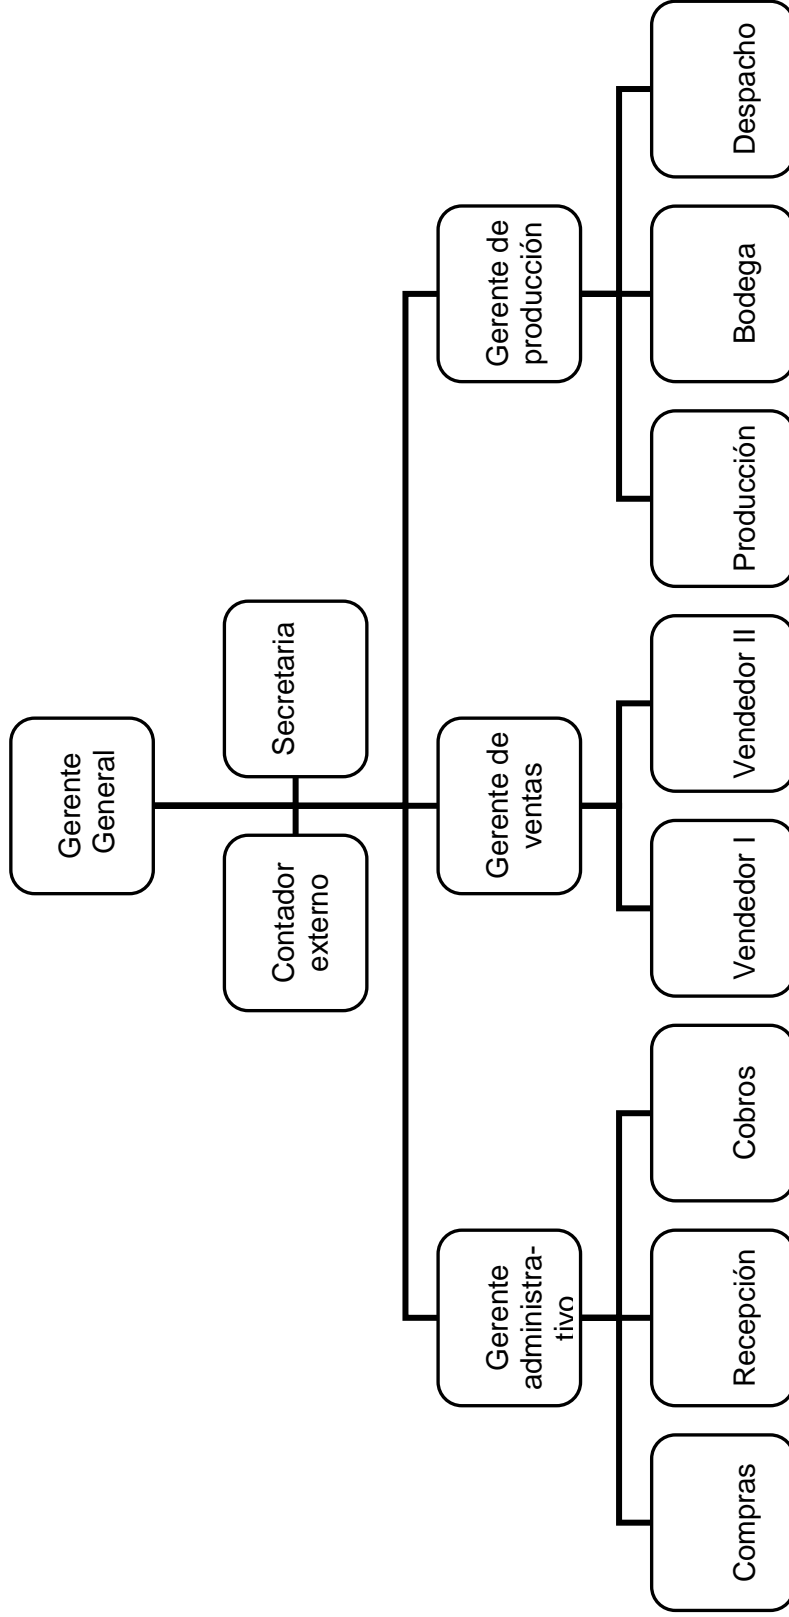 Gerente
General
Contador
externo
Secretaria
Gerente
administra-
tivo
Gerente de
ventas
Gerente de
producción
Compras
Recepción
Cobros
Vendedor I
Vendedor II
Producción
Bodega
Despacho